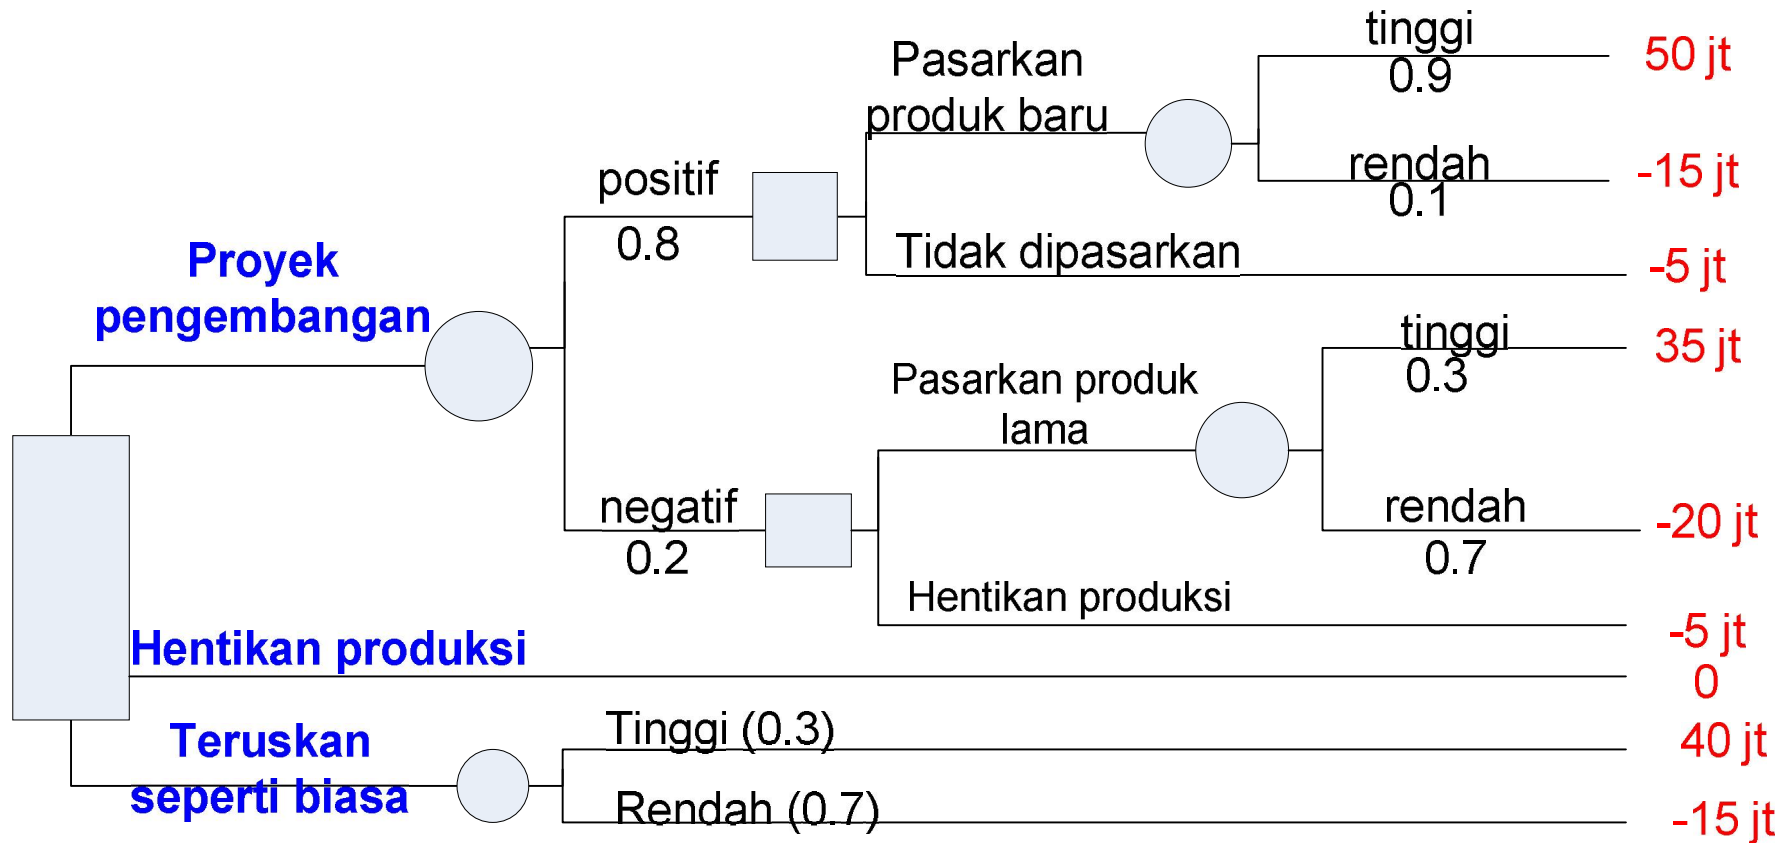 tinggi
50 jt
Pasarkan
produk baru
0.9
rendah
-15 jt
0.1
positif
0.8
Tidak dipasarkan
-5 jt
Proyek
pengembangan
tinggi
35 jt
0.3
Pasarkan produk
lama
negatif
0.2
rendah
-20 jt
0.7
Hentikan produksi
-5 jt
Hentikan produksi
0
Teruskan
seperti biasa
Tinggi (0.3)
40 jt
Rendah (0.7)
-15 jt